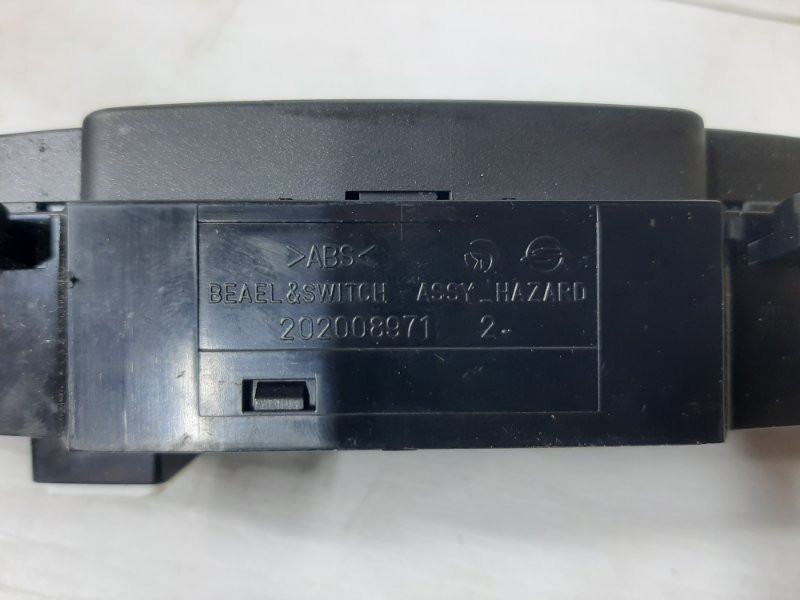 >ABS<
BEAEL&SWITCH ASSY_HAZARD
202008971 2-